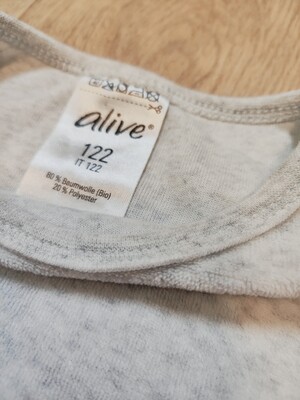 alive®
122
IT 122
80 % Baumwolle (Bio)
20 % Polyester